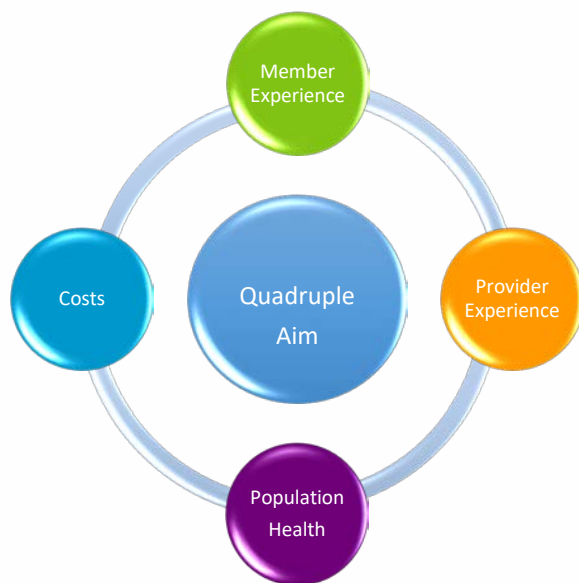 Member
Experience
Costs
Quadruple
Aim
Provider
Experience
Population
Health